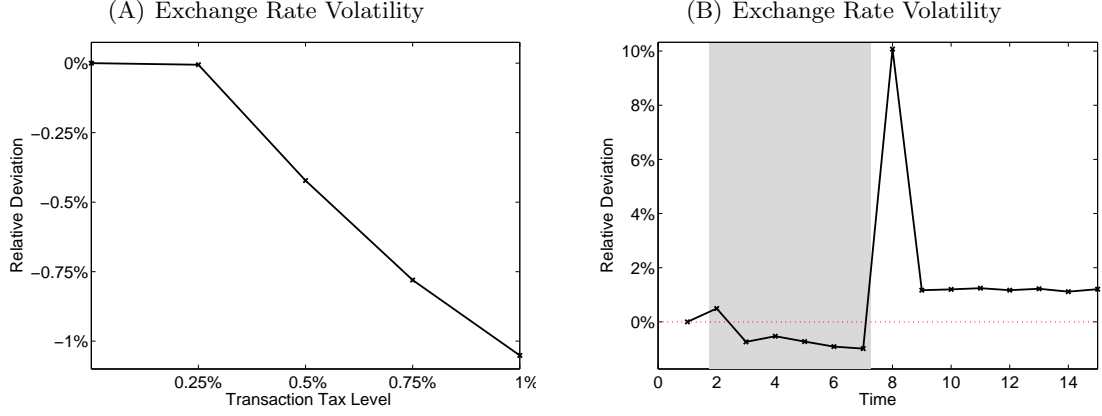 (A) Exchange Rate Volatility
0%
−0.25%
−0.5%
−0.75%
−1%
Relative Deviation
0.25% 0.5% 0.75% 1%
Transaction Tax Level
(B) Exchange Rate Volatility
10%
8%
6%
4%
2%
0%
Relative Deviation
0 2 4 6 8 10 12 14
Time